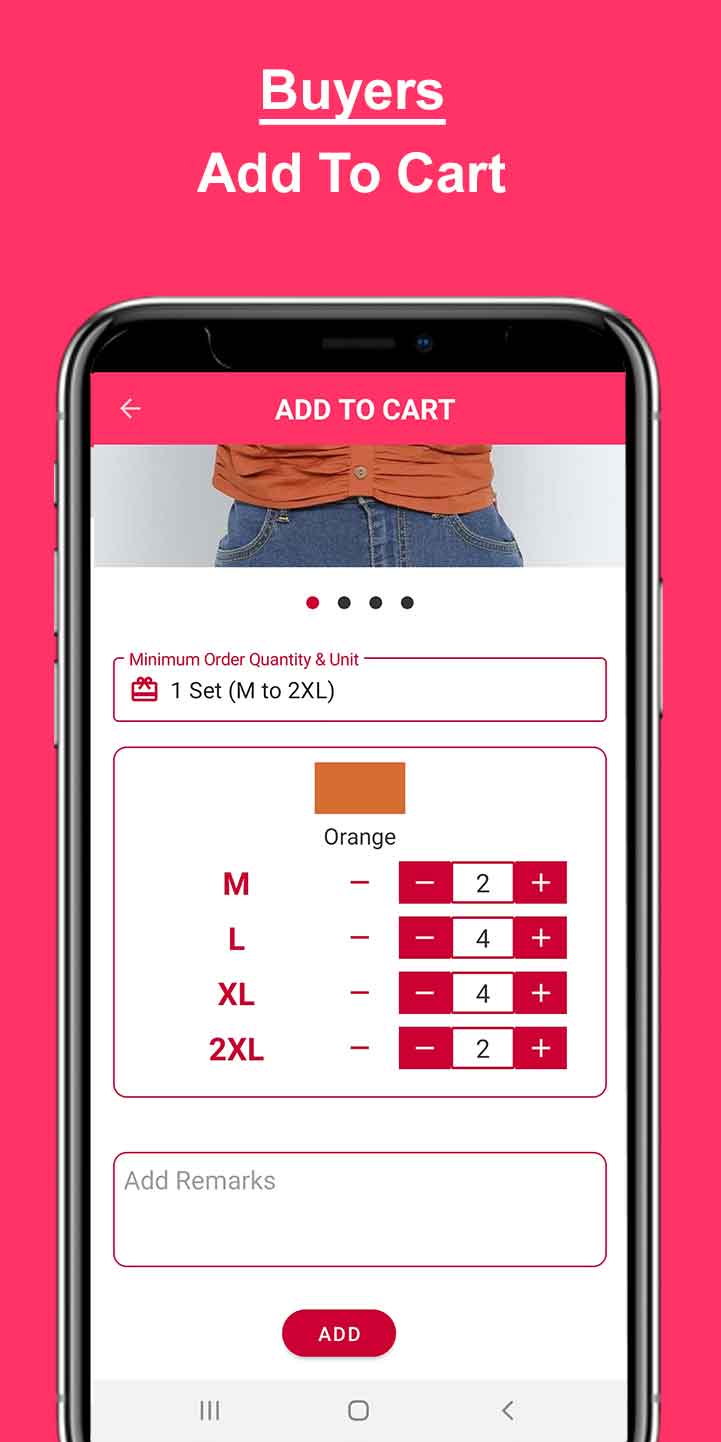 Buyers
Add To Cart
ADD TO CART
Minimum Order Quantity & Unit
1 Set (M to 2XL)
Orange
M – − 2 +
L – − 4 +
XL – − 4 +
2XL – − 2 +
Add Remarks
ADD